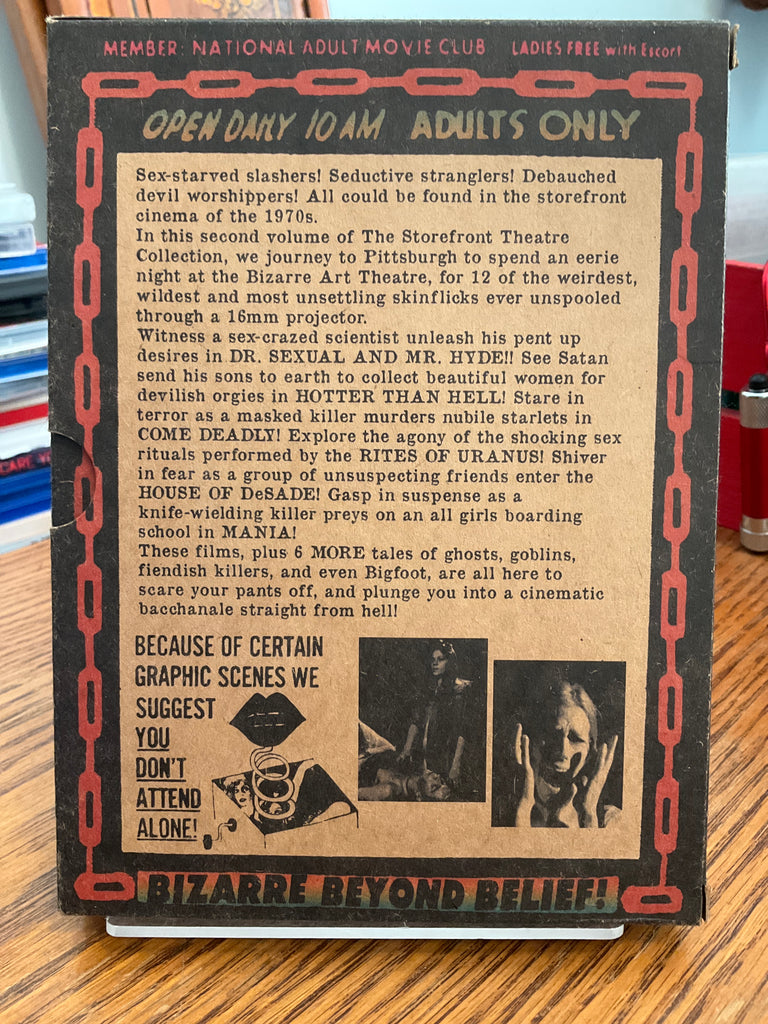 MEMBER: NATIONAL ADULT MOVIE CLUB LADIES FREE with Escort
OPEN DAILY 10 AM ADULTS ONLY
Sex-starved slashers! Seductive stranglers! Debauched
devil worshippers! All could be found in the storefront
cinema of the 1970s.
In this second volume of The Storefront Theatre
Collection, we journey to Pittsburgh to spend an eerie
night at the Bizarre Art Theatre, for 12 of the weirdest,
wildest and most unsettling skinflicks ever unspooled
through a 16mm projector.
Witness a sex-crazed scientist unleash his pent up
desires in DR. SEXUAL AND MR. HYDE!! See Satan
send his sons to earth to collect beautiful women for
devilish orgies in HOTTER THAN HELL! Stare in
terror as a masked killer murders nubile starlets in
COME DEADLY! Explore the agony of the shocking sex
rituals performed by the RITES OF URANUS! Shiver
in fear as a group of unsuspecting friends enter the
HOUSE OF DeSADE! Gasp in suspense as a
knife-wielding killer preys on an all girls boarding
school in MANIA!
These films, plus 6 MORE tales of ghosts, goblins,
fiendish killers, and even Bigfoot, are all here to
scare your pants off, and plunge you into a cinematic
bacchanale straight from hell!
BECAUSE OF CERTAIN
GRAPHIC SCENES WE
SUGGEST
YOU
DON'T
ATTEND
ALONE!
BIZARRE BEYOND BELIEF!